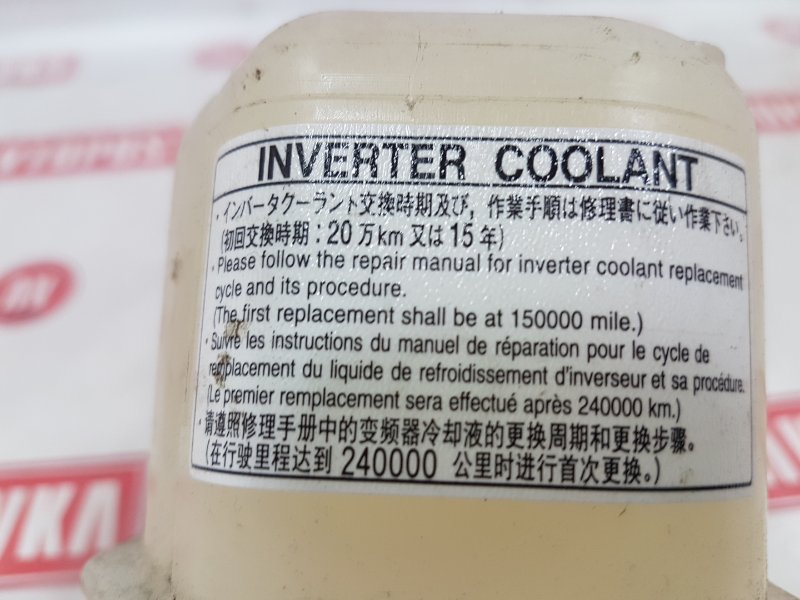 INVERTER COOLANT
・インバータクーラント交換時期及び，作業手順は修理書に従い作業下さい。
(初回交換時期：20万km又は15年)
・Please follow the repair manual for inverter coolant replacement
cycle and its procedure.
(The first replacement shall be at 150000 mile.)
・Suivre les instructions du manuel de réparation pour le cycle de
remplacement du liquide de refroidissement d'inverseur et sa procédure.
(Le premier remplacement sera effectué après 240000 km.)
・请遵照修理手册中的变频器冷却液的更换周期和更换步骤。
(在行驶里程达到 240000 公里时进行首次更换。)